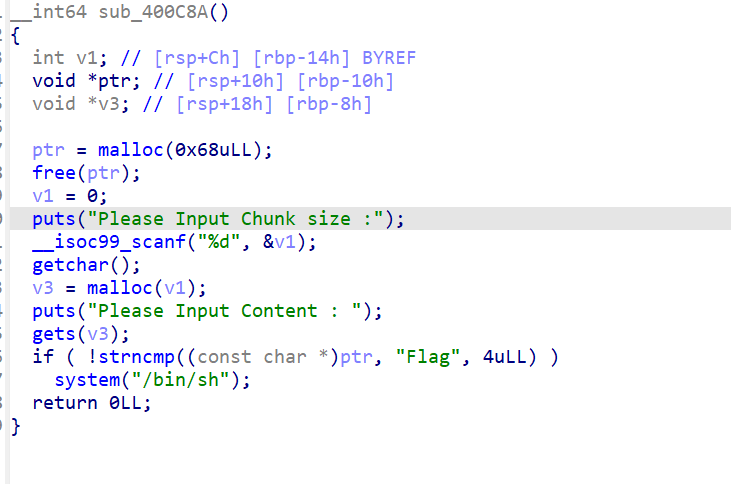 __int64 sub_400C8A()
{
int v1; // [rsp+Ch] [rbp-14h] BYREF
void *ptr; // [rsp+10h] [rbp-10h]
void *v3; // [rsp+18h] [rbp-8h]
ptr = malloc(0x68uLL);
free(ptr);
v1 = 0;
puts("Please Input Chunk size :");
__isoc99_scanf("%d", &v1);
getchar();
v3 = malloc(v1);
puts("Please Input Content : ");
gets(v3);
if ( !strncmp((const char *)ptr, "Flag", 4uLL) )
system("/bin/sh");
return 0LL;
}